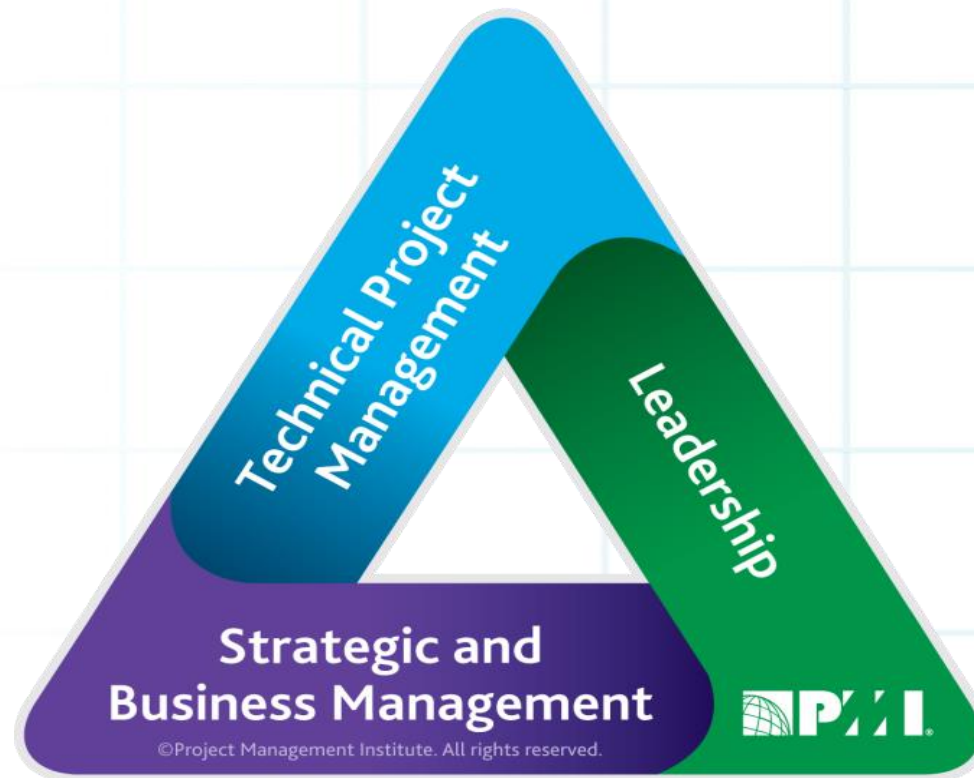 Technical Project
Management
Leadership
Strategic and
Business Management
©Project Management Institute. All rights reserved.
PMI®